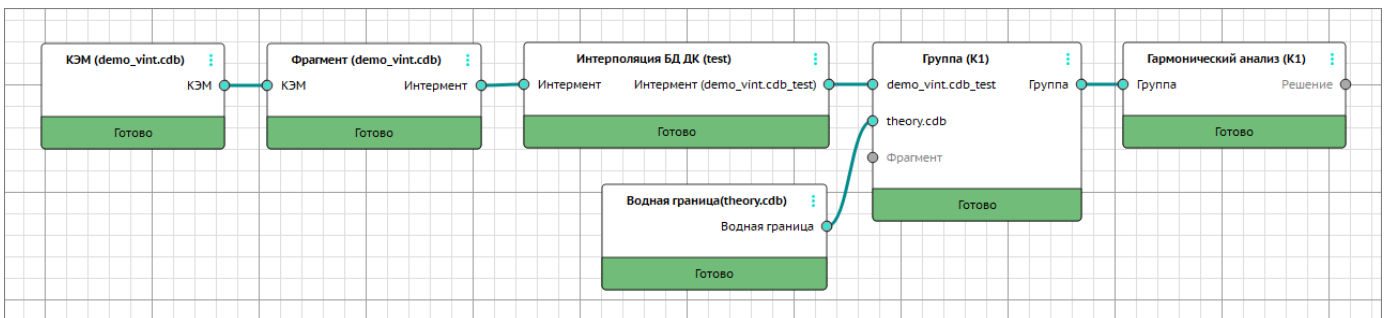 КЭМ (demo_vint.cdb)
КЭМ
Готово
Фрагмент (demo_vint.cdb)
КЭМ Интермент
Готово
Интерполяция БД ДК (test)
Интермент Интермент (demo_vint.cdb_test)
Готово
Группа (К1)
demo_vint.cdb_test Группа
theory.cdb
Фрагмент
Готово
Гармонический анализ (К1)
Группа Решение
Готово
Водная граница(theory.cdb)
Водная граница
Готово